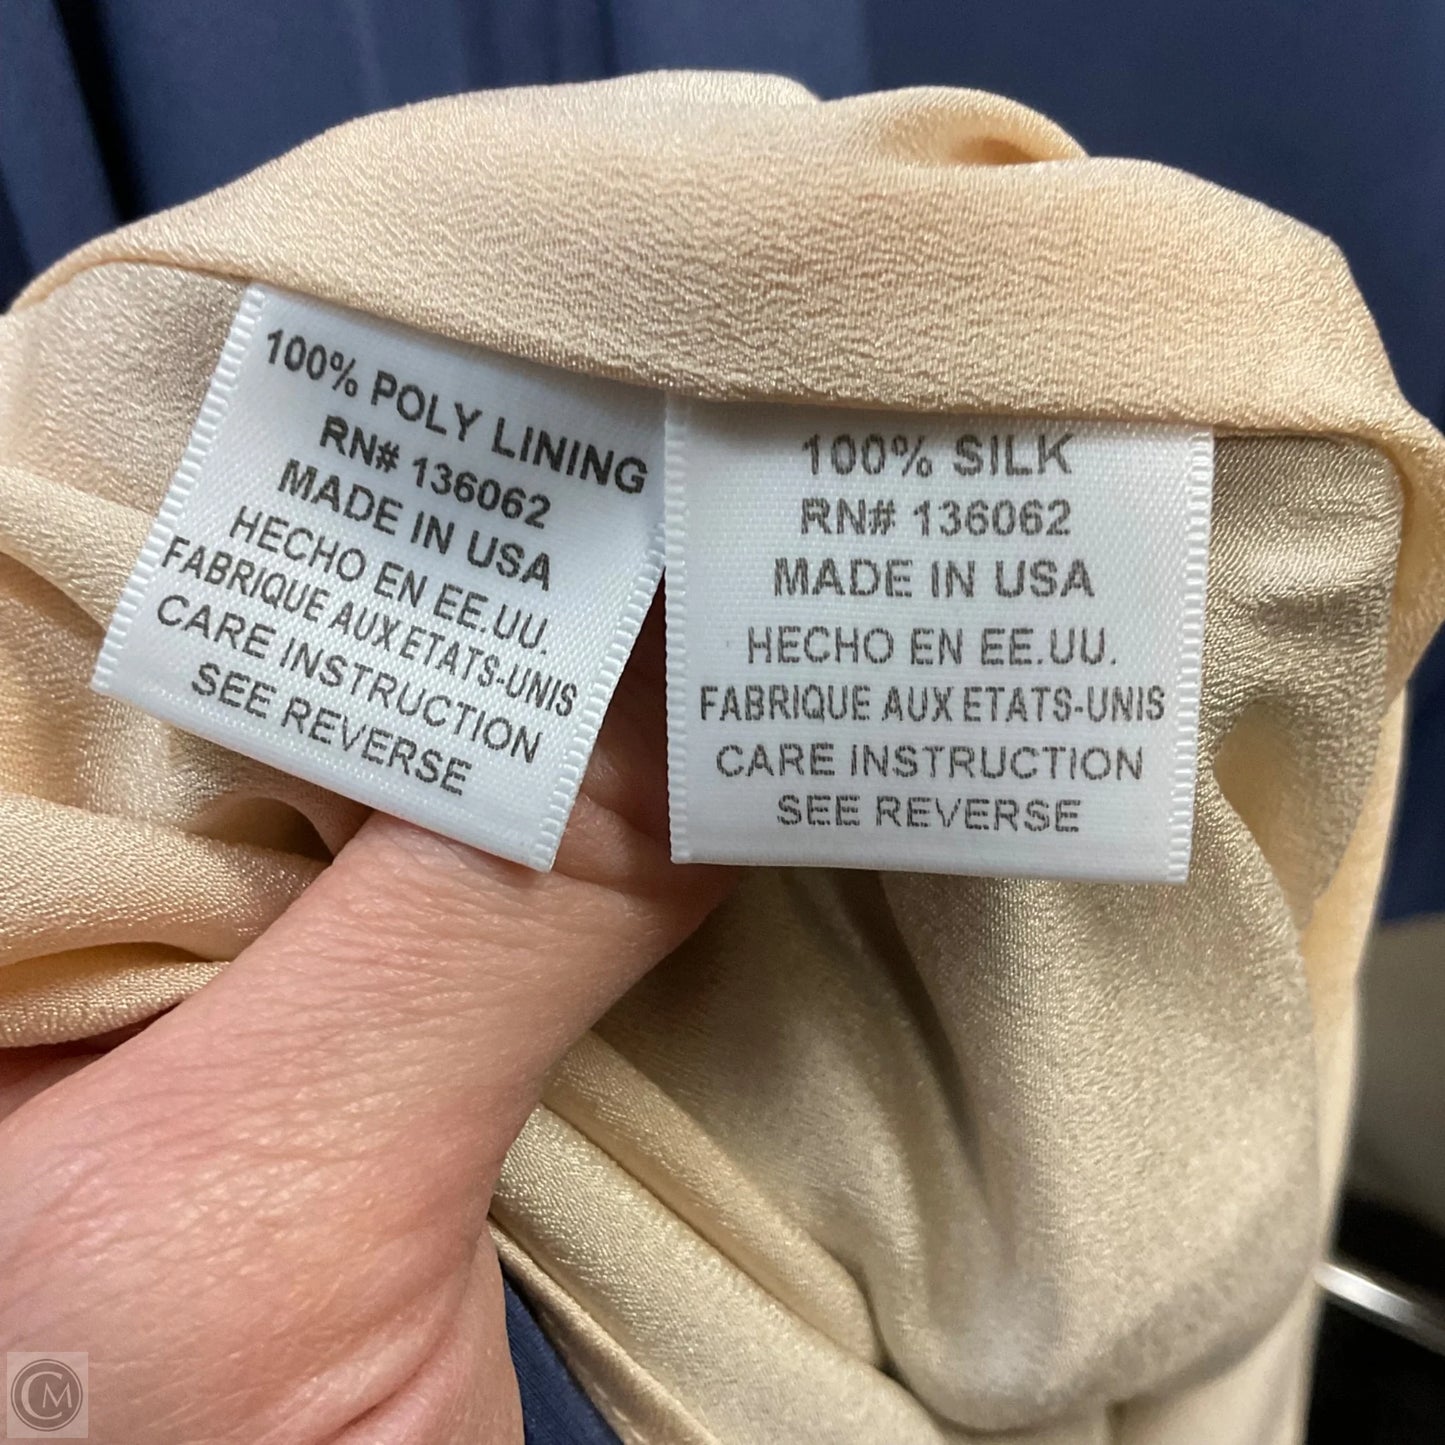 100% POLY LINING
RN# 136062
MADE IN USA
HECHO EN EE.UU.
FABRIQUE AUX ETATS-UNIS
CARE INSTRUCTION
SEE REVERSE
100% SILK
RN# 136062
MADE IN USA
HECHO EN EE.UU.
FABRIQUE AUX ETATS-UNIS
CARE INSTRUCTION
SEE REVERSE
CM